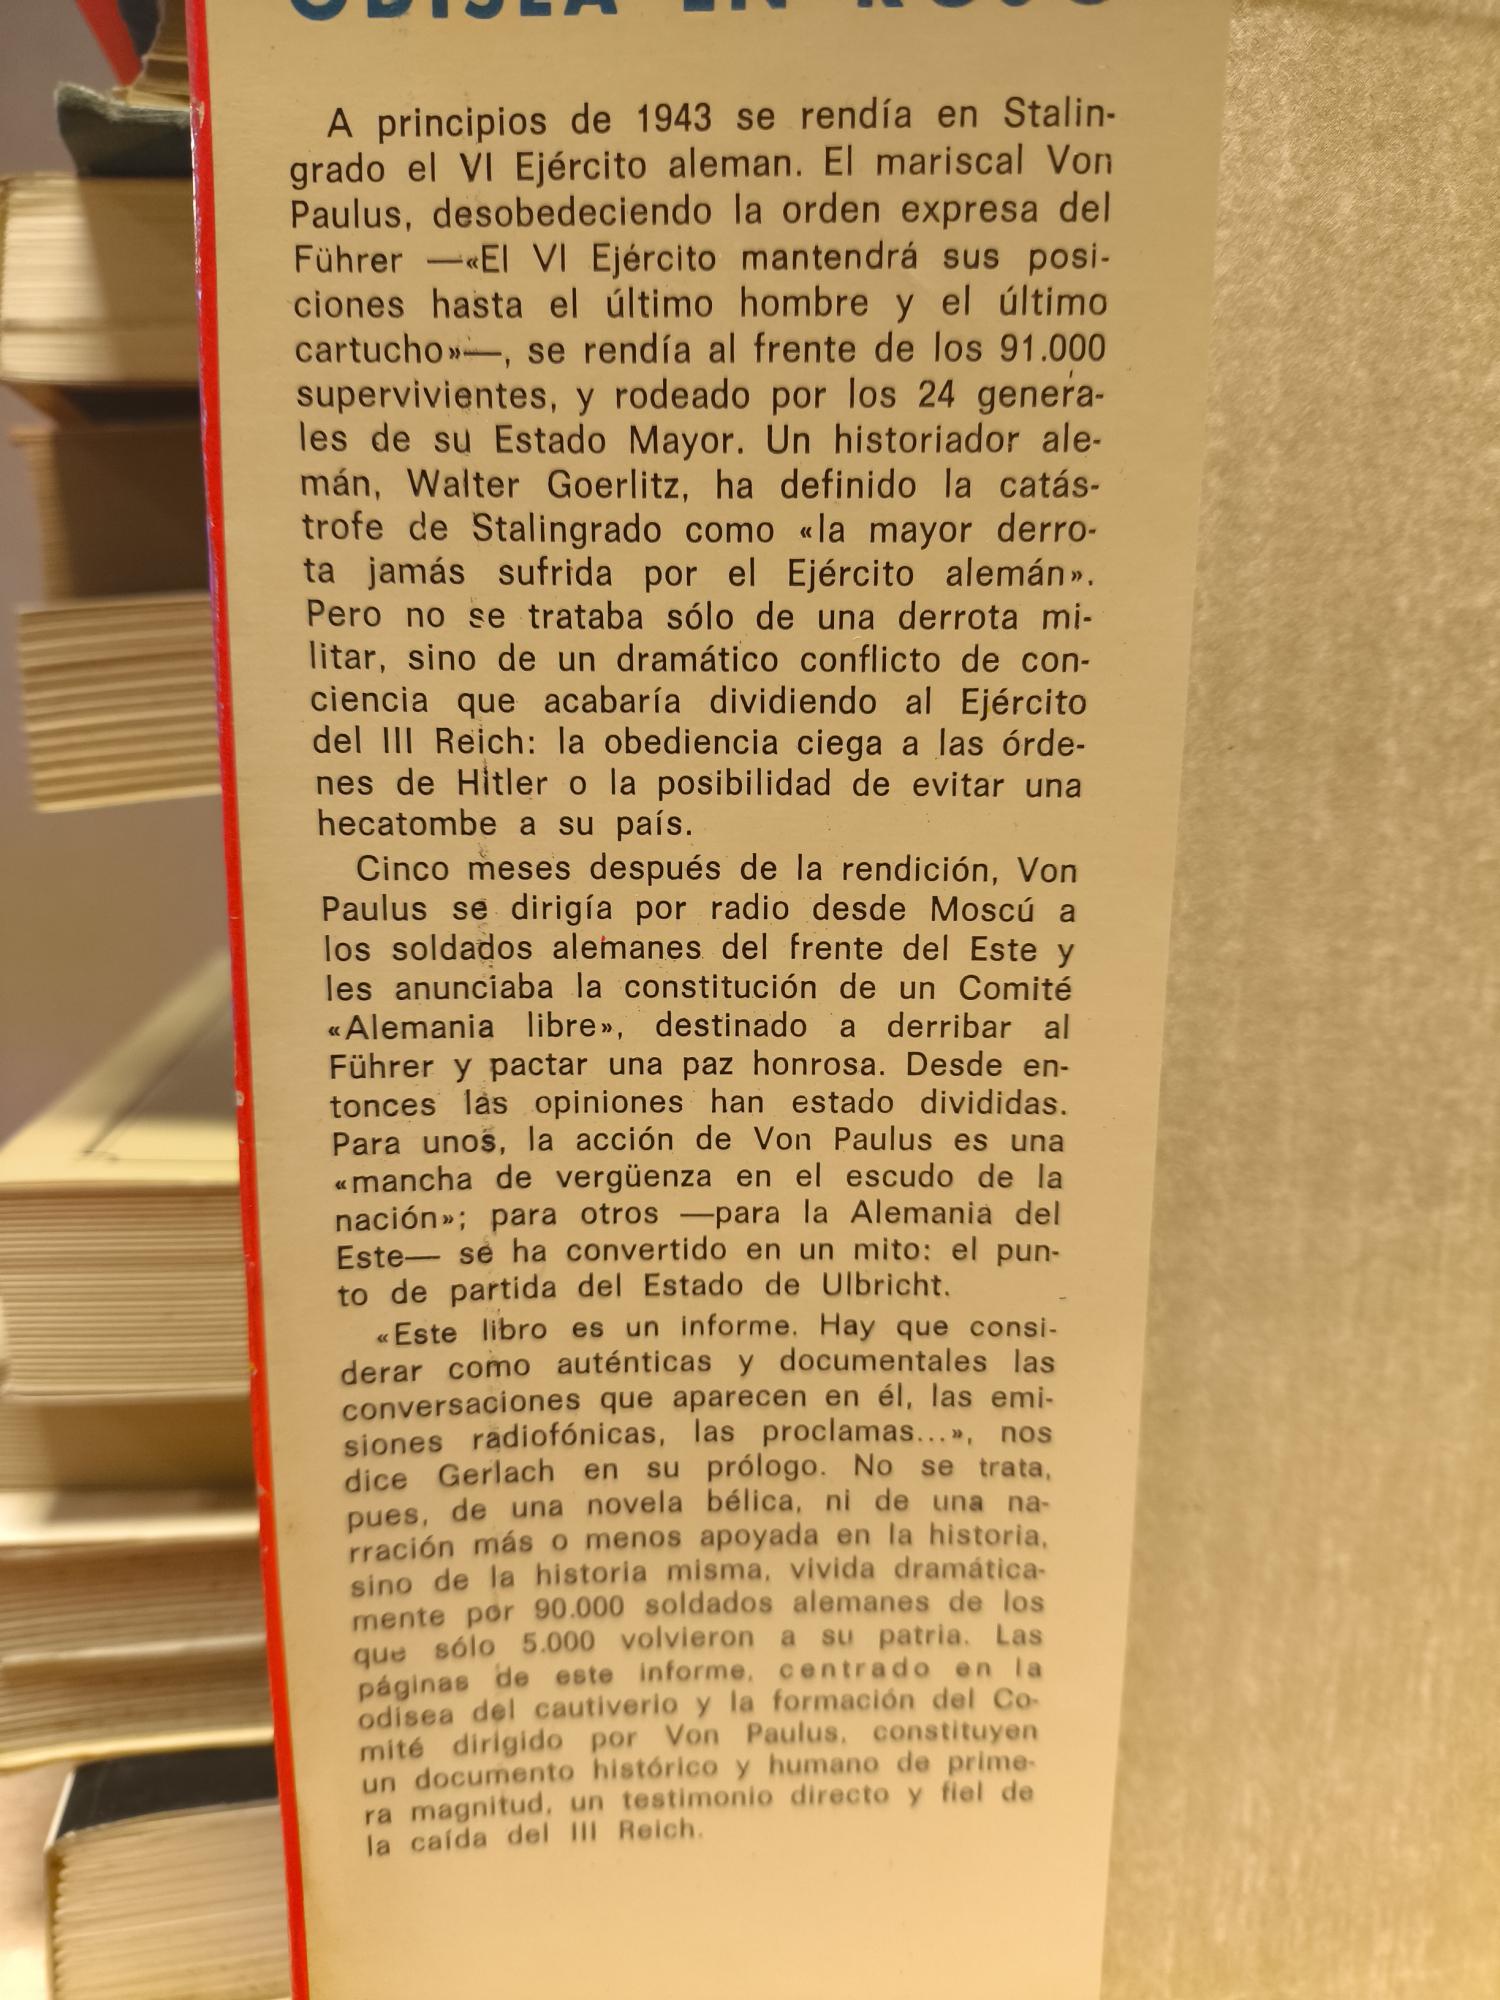 ODISEA EN ROJO
A principios de 1943 se rendía en Stalin-
grado el VI Ejército aleman. El mariscal Von
Paulus, desobedeciendo la orden expresa del
Führer —«El VI Ejército mantendrá sus posi-
ciones hasta el último hombre y el último
cartucho»—, se rendía al frente de los 91.000
supervivientes, y rodeado por los 24 genera-
les de su Estado Mayor. Un historiador ale-
mán, Walter Goerlitz, ha definido la catás-
trofe de Stalingrado como «la mayor derro-
ta jamás sufrida por el Ejército alemán».
Pero no se trataba sólo de una derrota mi-
litar, sino de un dramático conflicto de con-
ciencia que acabaría dividiendo al Ejército
del III Reich: la obediencia ciega a las órde-
nes de Hitler o la posibilidad de evitar una
hecatombe a su país.
Cinco meses después de la rendición, Von
Paulus se dirigía por radio desde Moscú a
los soldados alemanes del frente del Este y
les anunciaba la constitución de un Comité
«Alemania libre», destinado a derribar al
Führer y pactar una paz honrosa. Desde en-
tonces las opiniones han estado divididas.
Para unos, la acción de Von Paulus es una
«mancha de vergüenza en el escudo de la
nación»; para otros —para la Alemania del
Este— se ha convertido en un mito: el pun-
to de partida del Estado de Ulbricht.
«Este libro es un informe. Hay que consi-
derar como auténticas y documentales las
conversaciones que aparecen en él, las emi-
siones radiofónicas, las proclamas...», nos
dice Gerlach en su prólogo. No se trata,
pues, de una novela bélica, ni de una na-
rración más o menos apoyada en la historia,
sino de la historia misma, vivida dramática-
mente por 90.000 soldados alemanes de los
que sólo 5.000 volvieron a su patria. Las
páginas de este informe, centrado en la
odisea del cautiverio y la formación del Co-
mité dirigido por Von Paulus, constituyen
un documento histórico y humano de prime-
ra magnitud, un testimonio directo y fiel de
la caída del III Reich.